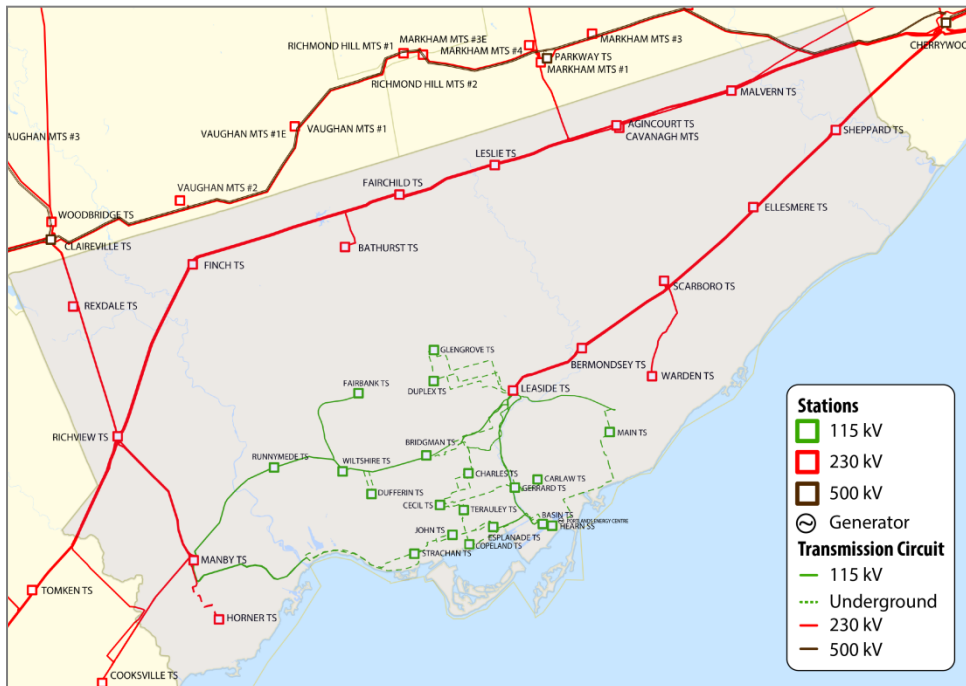 MARKHAM MTS #3E
RICHMOND HILL MTS #1
MARKHAM MTS #4
MARKHAM MTS #3
CHERRYWOO
PARKWAY TS
MARKHAM MTS #1
RICHMOND HILL MTS #2
MALVERN TS
AUGHAN MTS #3
VAUGHAN MTS #1E
VAUGHAN MTS #1
AGINCOURT TS
CAVANAGH MTS
SHEPPARD TS
LESLIE TS
FAIRCHILD TS
VAUGHAN MTS #2
WOODBRIDGE TS
ELLESMERE TS
CLAIREVILLE TS
BATHURST TS
FINCH TS
SCARBORO TS
REXDALE TS
GLENGROVE TS
BERMONDSEY TS
WARDEN TS
FAIRBANK TS
DUPLEX TS
LEASIDE TS
RICHVIEW TS
BRIDGMAN TS
MAIN TS
RUNNYMEDE TS
WILTSHIRE TS
CHARLES TS
CARLAW TS
GERRARD TS
DUFFERIN TS
CECIL TS
TERAULEY TS
BASIN TS
PORTLANDS ENERGY CENTRE
HEARN SS
JOHN TS
ESPLANADE TS
COPELAND TS
STRACHAN TS
MANBY TS
TOMKEN TS
HORNER TS
COOKSVILLE TS
Stations
115 kV
230 kV
500 kV
Generator
Transmission Circuit
115 kV
Underground
230 kV
500 kV